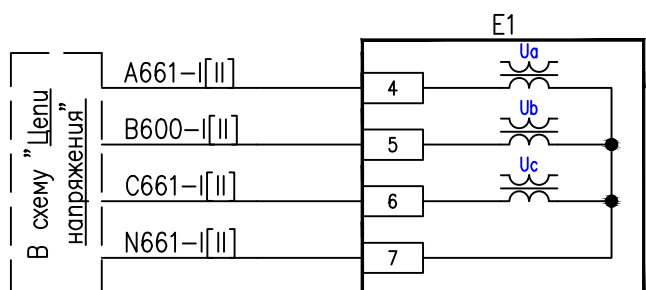 E1
В схему "Цепи
напряжения"
A661-I[II]
4
Ua
B600-I[II]
5
Ub
C661-I[II]
6
Uc
N661-I[II]
7